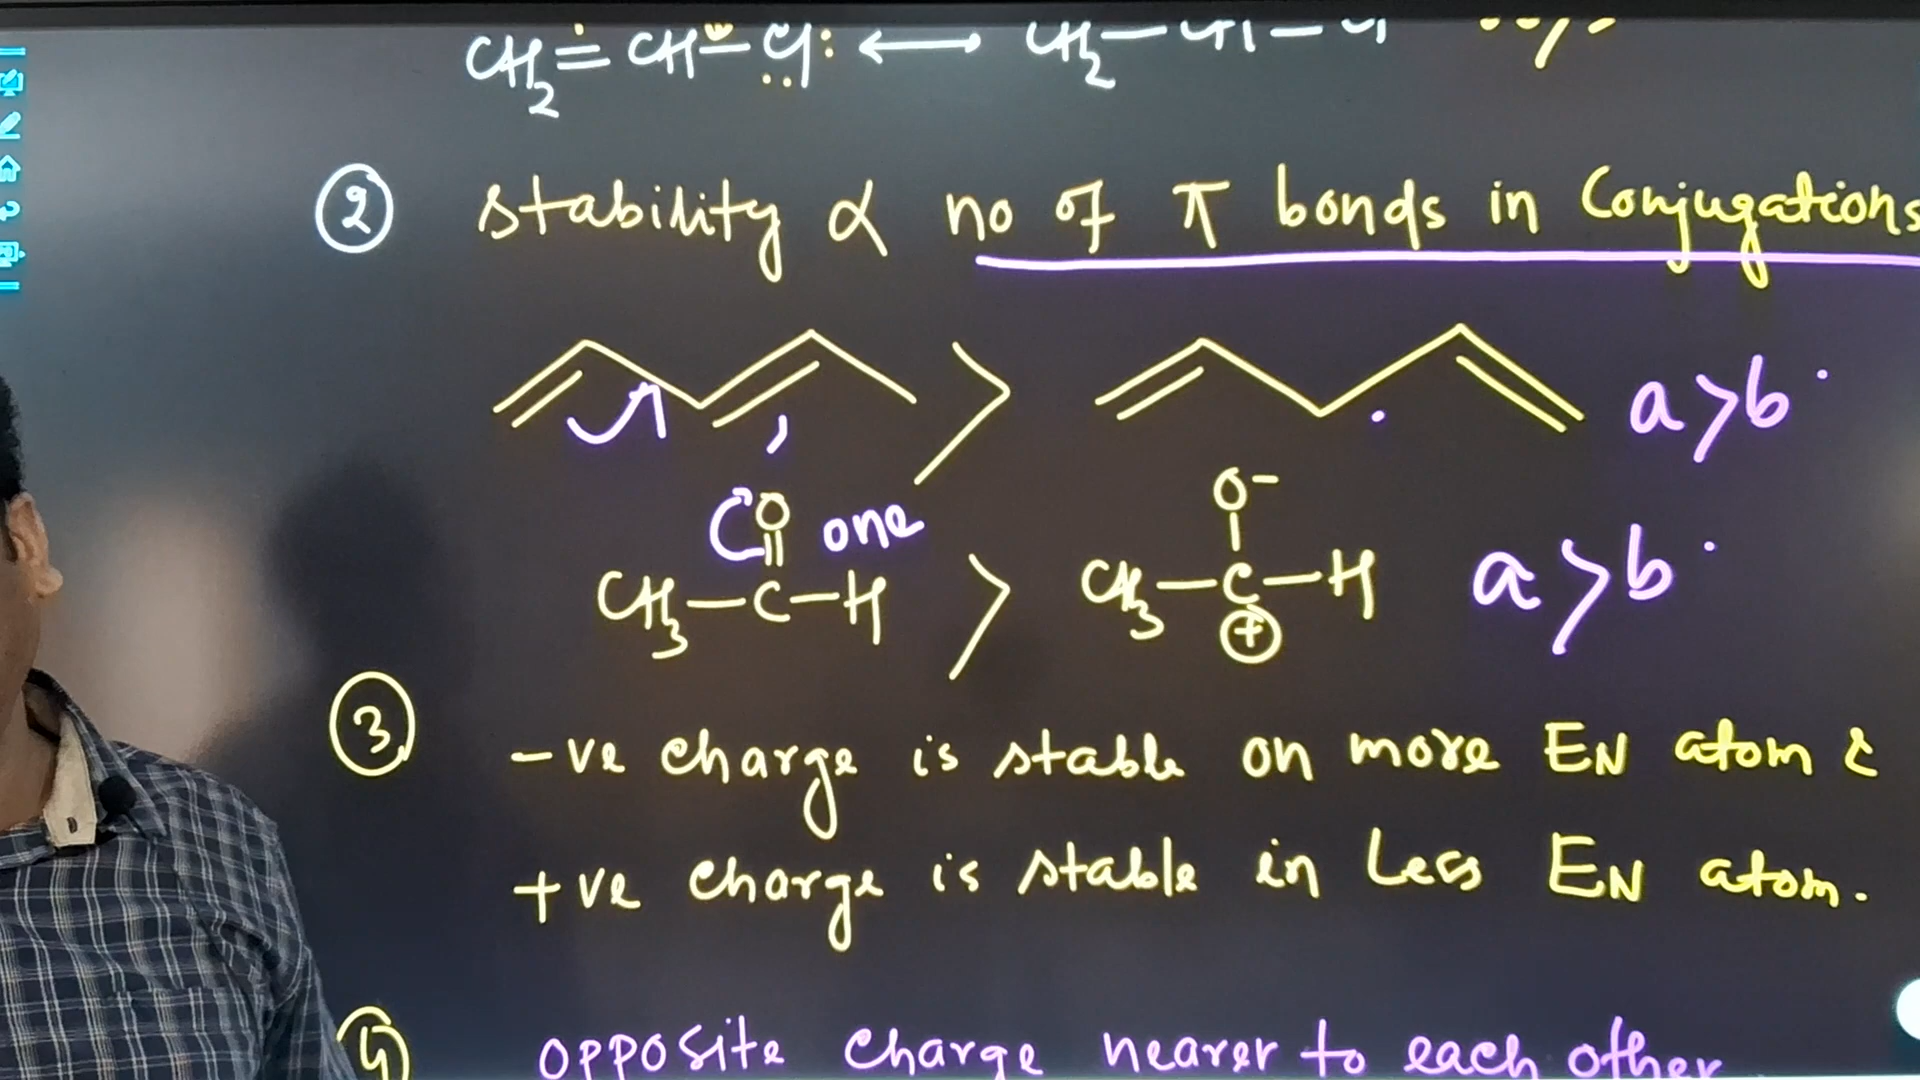 CH2=CH–Cl: ↔ CH2–CH–Cl
② stability α no of π bonds in Conjugations
> a>b
O one O⁻
CH3–C–H > CH3–C–H a>b
⊕
③ -ve charge is stable on more EN atom &
+ve charge is stable in Less EN atom.
④ opposite charge nearer to each other